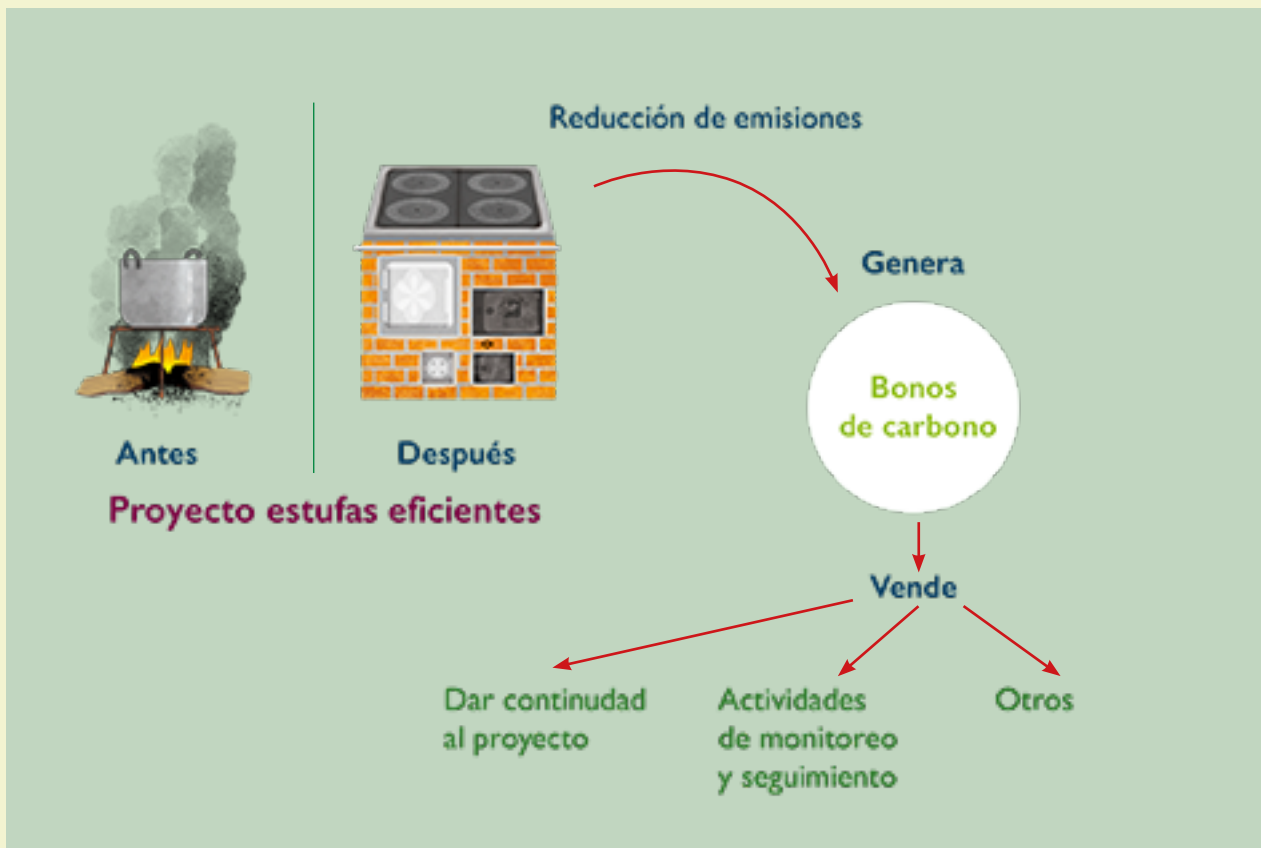 Reducción de emisiones
Antes
Después
Proyecto estufas eficientes
Genera
Bonos
de carbono
Vende
Dar continudad
al proyecto
Actividades
de monitoreo
y seguimiento
Otros